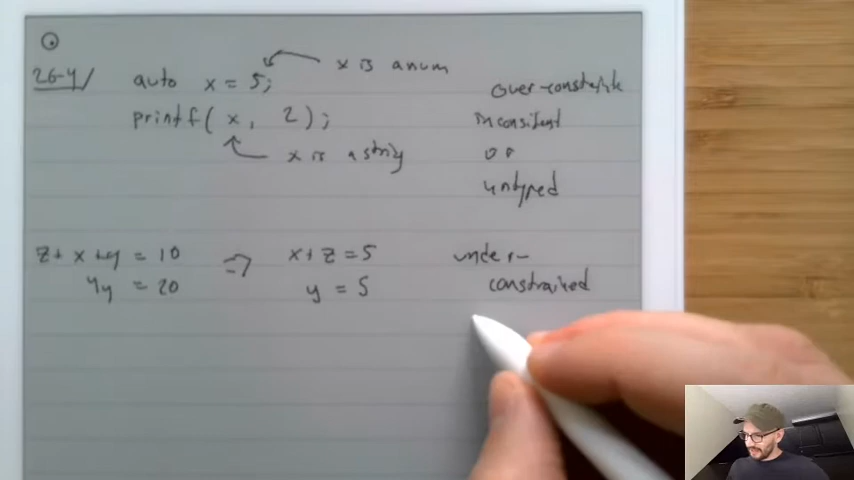 26-4/
auto x = 5;
x is a num
printf( x, 2 );
x is a string
over-constrained
inconsistent
or
untyped
z + x + y = 10 => x + z = 5
4y = 20 y = 5
under-
constrained